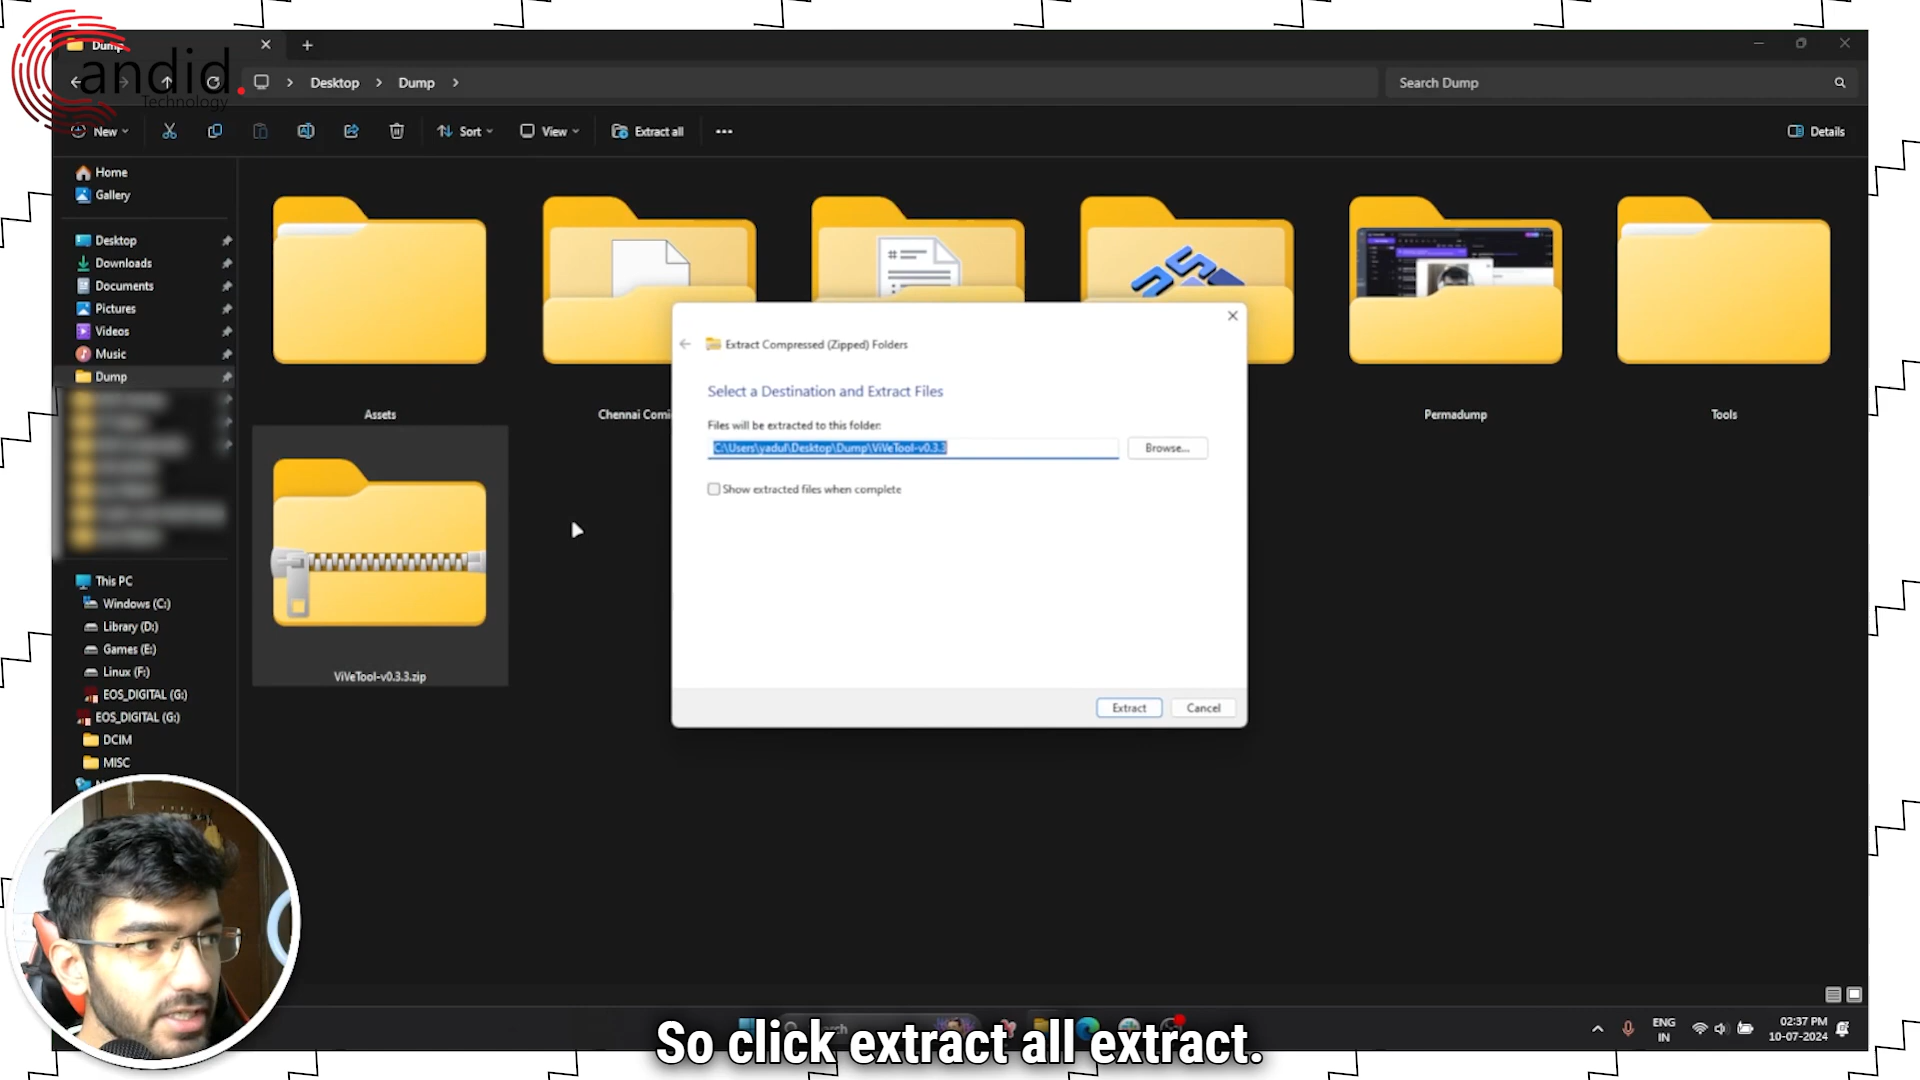 Dump
andid.
Technology
Desktop
Dump
Search Dump
New
Sort
View
Extract all
Details
Home
Gallery
Desktop
Downloads
Documents
Pictures
Videos
Music
Dump
This PC
Windows (C:)
Library (D:)
Games (E:)
Linux (F:)
EOS_DIGITAL (G:)
EOS_DIGITAL (G:)
DCIM
MISC
Assets
Chennai Comi
Permadump
Tools
ViVeTool-v0.3.3.zip
Extract Compressed (Zipped) Folders
Select a Destination and Extract Files
Files will be extracted to this folder:
C:\Users\yadul\Desktop\Dump\ViVeTool-v0.3.3
Browse...
Show extracted files when complete
Extract
Cancel
So click extract all extract.
ENG
IN
02:37 PM
10-07-2024